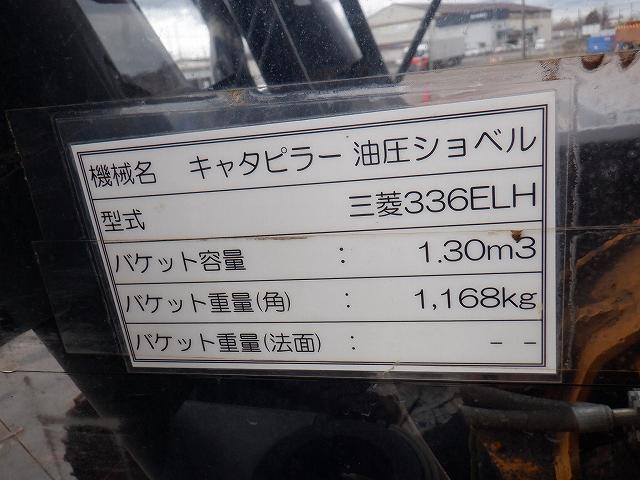 機械名 キャタピラー 油圧ショベル
型式 三菱336ELH
バケット容量 : 1.30m3
バケット重量(角) : 1,168kg
バケット重量(法面) : － －